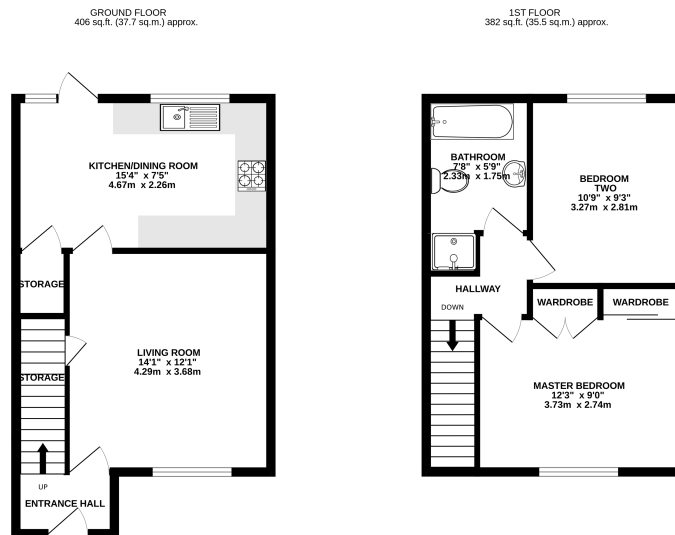 GROUND FLOOR
406 sq.ft. (37.7 sq.m.) approx.
KITCHEN/DINING ROOM
15'4" x 7'5"
4.67m x 2.26m
STORAGE
LIVING ROOM
14'1" x 12'1"
4.29m x 3.68m
STORAGE
UP
ENTRANCE HALL
1ST FLOOR
382 sq.ft. (35.5 sq.m.) approx.
BATHROOM
7'8" x 5'9"
2.33m x 1.75m
BEDROOM
TWO
10'9" x 9'3"
3.27m x 2.81m
HALLWAY
DOWN
WARDROBE
WARDROBE
MASTER BEDROOM
12'3" x 9'0"
3.73m x 2.74m